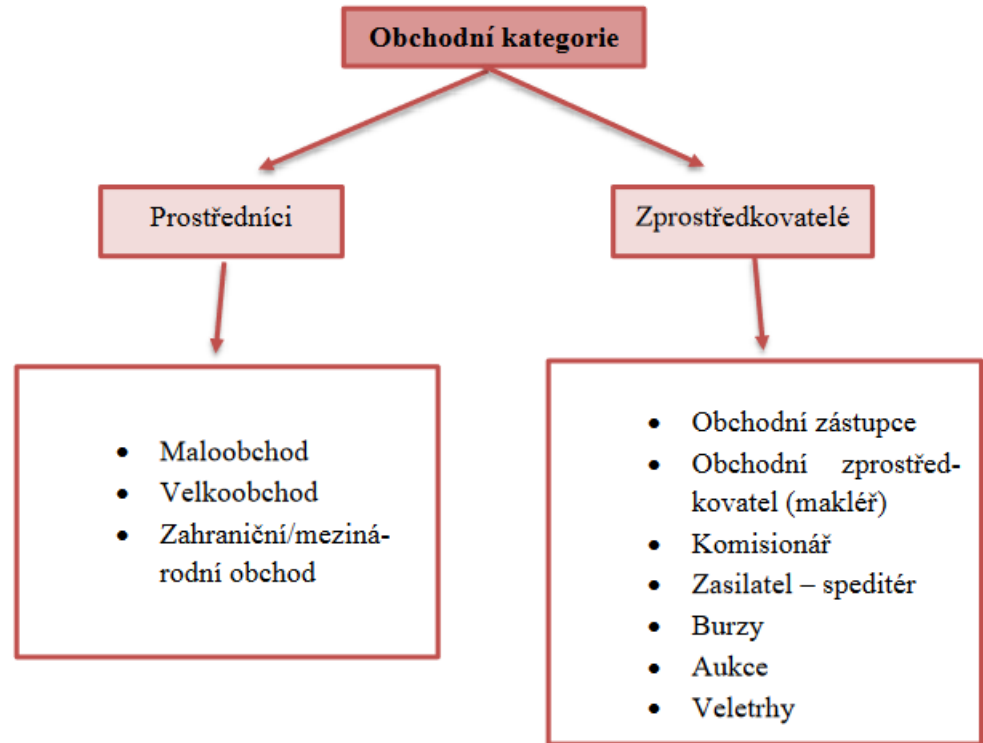 Obchodní kategorie
Prostředníci
Zprostředkovatelé
• Maloobchod
• Velkoobchod
• Zahraniční/meziná-
rodní obchod
• Obchodní zástupce
• Obchodní zprostřed-
kovatel (makléř)
• Komisionář
• Zasilatel – speditér
• Burzy
• Aukce
• Veletrhy